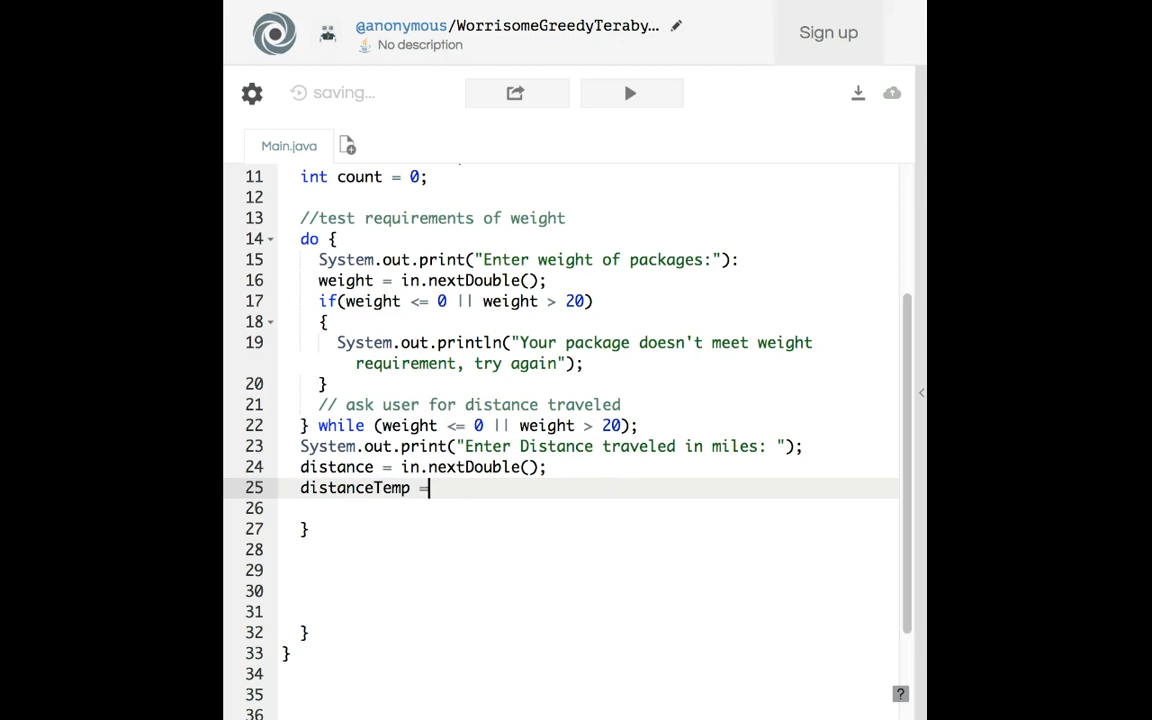 @anonymous/WorrisomeGreedyTeraby...
No description
Sign up
saving...
Main.java
11 int count = 0;
12
13 //test requirements of weight
14 do {
15 System.out.print("Enter weight of packages:"):
16 weight = in.nextDouble();
17 if(weight <= 0 || weight > 20)
18 {
19 System.out.println("Your package doesn't meet weight
requirement, try again");
20 }
21 // ask user for distance traveled
22 } while (weight <= 0 || weight > 20);
23 System.out.print("Enter Distance traveled in miles: ");
24 distance = in.nextDouble();
25 distanceTemp =
26
27 }
28
29
30
31
32 }
33 }
34
35
36
?